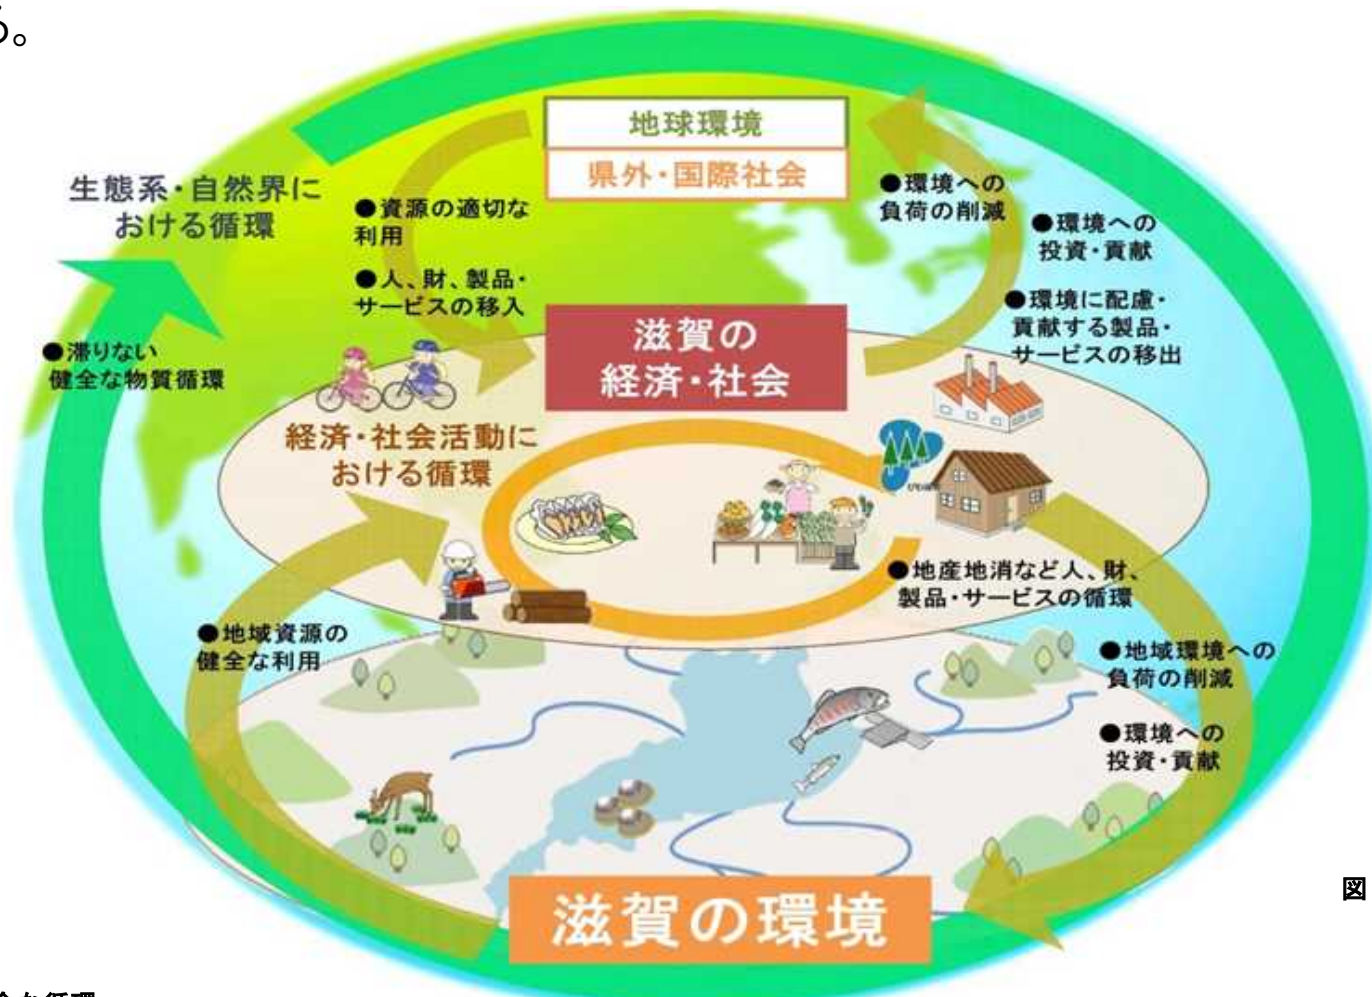 る。
地球環境
県外・国際社会
生態系・自然界に
おける循環
●資源の適切な
利用
●人、財、製品・
サービスの移入
●環境への
負荷の削減
●環境への
投資・貢献
●環境に配慮・
貢献する製品・
サービスの移出
●滞りない
健全な物質循環
滋賀の
経済・社会
経済・社会活動に
おける循環
●地産地消など人、財、
製品・サービスの循環
●地域資源の
健全な利用
●地域環境への
負荷の削減
●環境への
投資・貢献
滋賀の環境
図